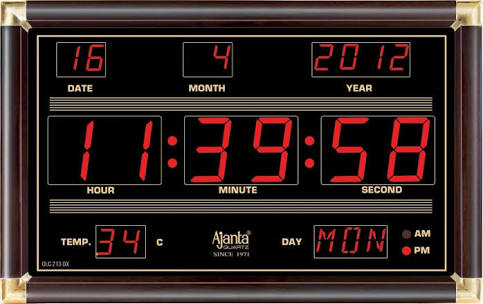 16 4 2012
DATE MONTH YEAR
11:39:58
HOUR MINUTE SECOND
TEMP. 34 C Ajanta DAY MON AM
QUARTZ PM
SINCE 1971
OLC-213-DX